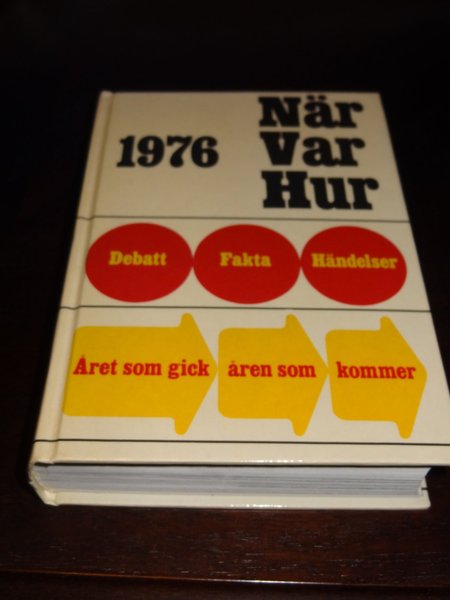 1976
När
Var
Hur
Debatt
Fakta
Händelser
Året som gick
åren som
kommer